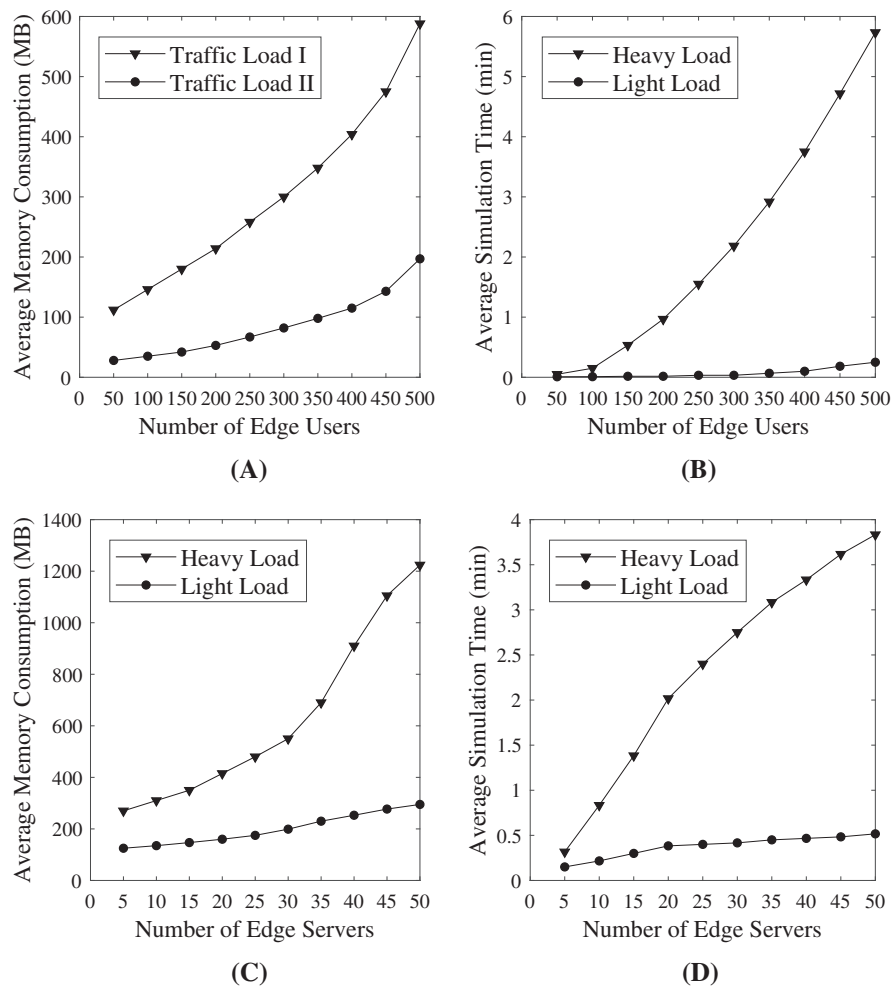 Average Memory Consumption (MB)
600
500
400
300
200
100
0
Traffic Load I
Traffic Load II
0 50 100 150 200 250 300 350 400 450 500
Number of Edge Users
(A)
Average Simulation Time (min)
6
5
4
3
2
1
0
Heavy Load
Light Load
0 50 100 150 200 250 300 350 400 450 500
Number of Edge Users
(B)
Average Memory Consumption (MB)
1400
1200
1000
800
600
400
200
0
Heavy Load
Light Load
0 5 10 15 20 25 30 35 40 45 50
Number of Edge Servers
(C)
Average Simulation Time (min)
4
3.5
3
2.5
2
1.5
1
0.5
0
Heavy Load
Light Load
0 5 10 15 20 25 30 35 40 45 50
Number of Edge Servers
(D)